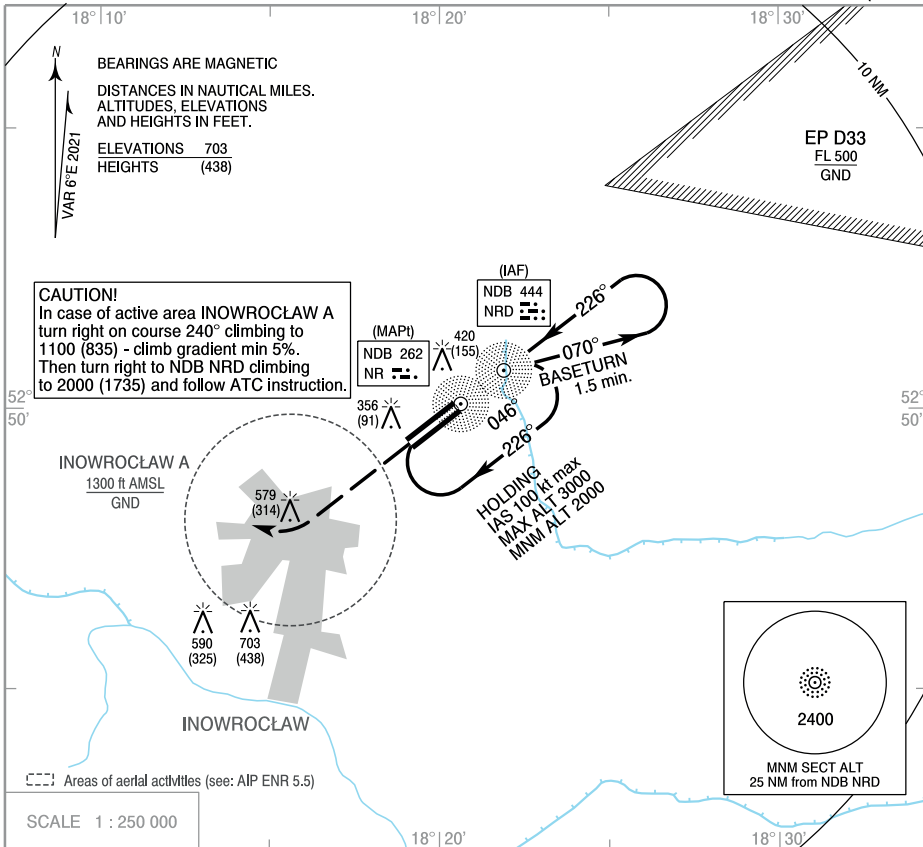 18°10'
18°20'
18°30'
N
VAR 6°E 2021
BEARINGS ARE MAGNETIC
DISTANCES IN NAUTICAL MILES.
ALTITUDES, ELEVATIONS
AND HEIGHTS IN FEET.
ELEVATIONS 703
HEIGHTS (438)
10 NM
EP D33
FL 500
GND
CAUTION!
In case of active area INOWROCŁAW A
turn right on course 240° climbing to
1100 (835) - climb gradient min 5%.
Then turn right to NDB NRD climbing
to 2000 (1735) and follow ATC instruction.
(IAF)
NDB 444
NRD
(MAPt)
NDB 262
NR
420
(155)
356
(91)
226°
070°
BASETURN
1.5 min.
046°
226°
HOLDING
IAS 100 kt max
MAX ALT 3000
MNM ALT 2000
52°
50'
52°
50'
INOWROCŁAW A
1300 ft AMSL
GND
579
(314)
590
(325)
703
(438)
INOWROCŁAW
2400
MNM SECT ALT
25 NM from NDB NRD
Areas of aerial activities (see: AIP ENR 5.5)
SCALE 1 : 250 000
18°20'
18°30'